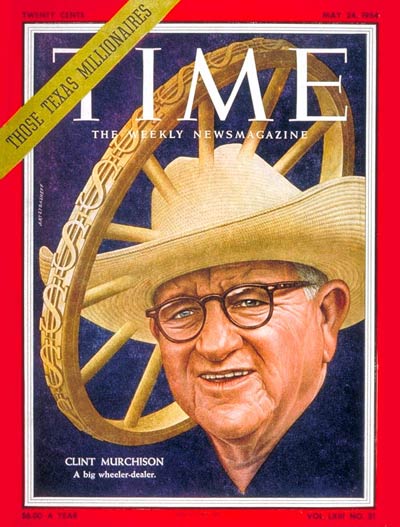 TWENTY CENTS
MAY 24, 1954
THOSE TEXAS MILLIONAIRES
TIME
THE WEEKLY NEWSMAGAZINE
ARTZYBASHEFF
CLINT MURCHISON
A big wheeler-dealer.
$6.00 A YEAR
VOL. LXIII NO. 21